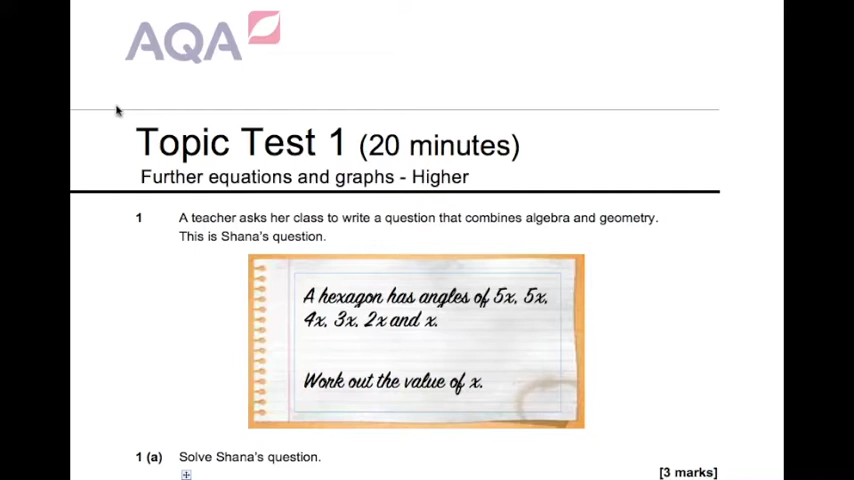 AQA
Topic Test 1 (20 minutes)
Further equations and graphs - Higher
1 A teacher asks her class to write a question that combines algebra and geometry.
This is Shana's question.
A hexagon has angles of 5x, 5x,
4x, 3x, 2x and x.
Work out the value of x.
1 (a) Solve Shana's question.
[3 marks]